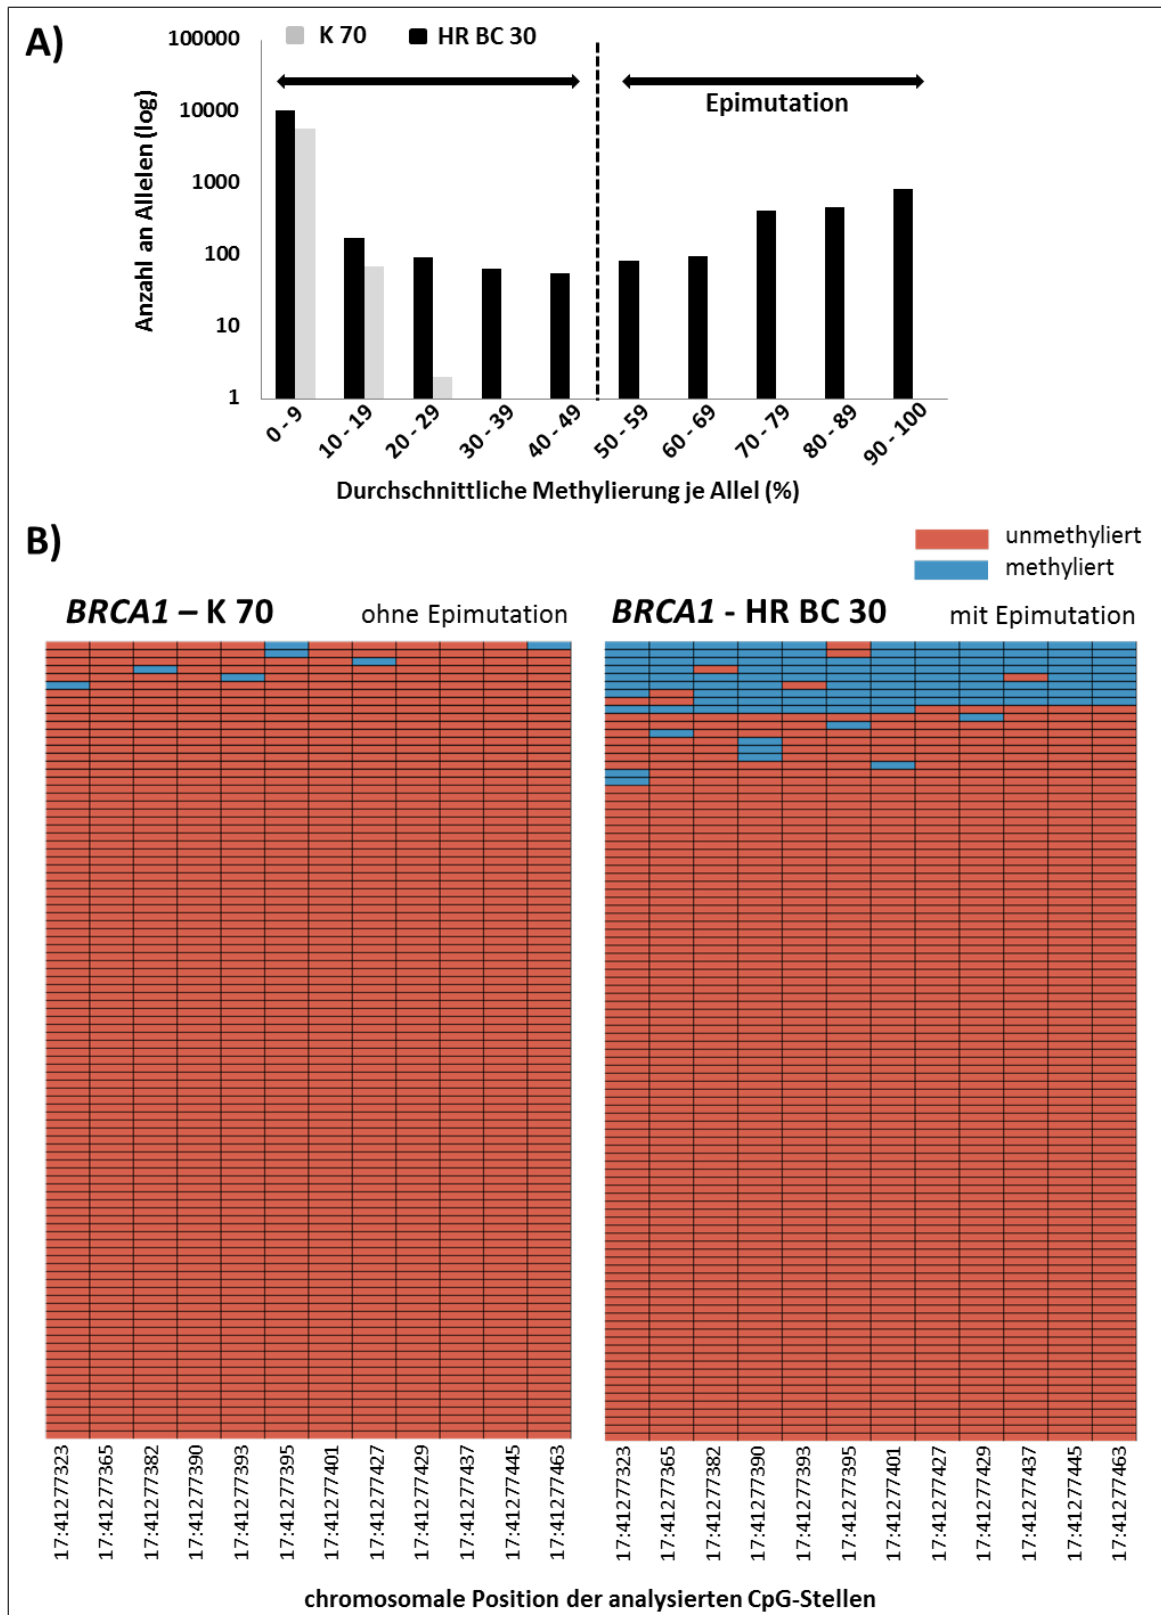 A)
K 70
HR BC 30
Epimutation
Anzahl an Allelen (log)
100000
10000
1000
100
10
1
0 - 9
10 - 19
20 - 29
30 - 39
40 - 49
50 - 59
60 - 69
70 - 79
80 - 89
90 - 100
Durchschnittliche Methylierung je Allel (%)
B)
unmethyliert
methyliert
BRCA1 – K 70 ohne Epimutation
BRCA1 - HR BC 30 mit Epimutation
17:41277323
17:41277365
17:41277382
17:41277390
17:41277393
17:41277395
17:41277401
17:41277427
17:41277429
17:41277437
17:41277445
17:41277463
17:41277323
17:41277365
17:41277382
17:41277390
17:41277393
17:41277395
17:41277401
17:41277427
17:41277429
17:41277437
17:41277445
17:41277463
chromosomale Position der analysierten CpG-Stellen